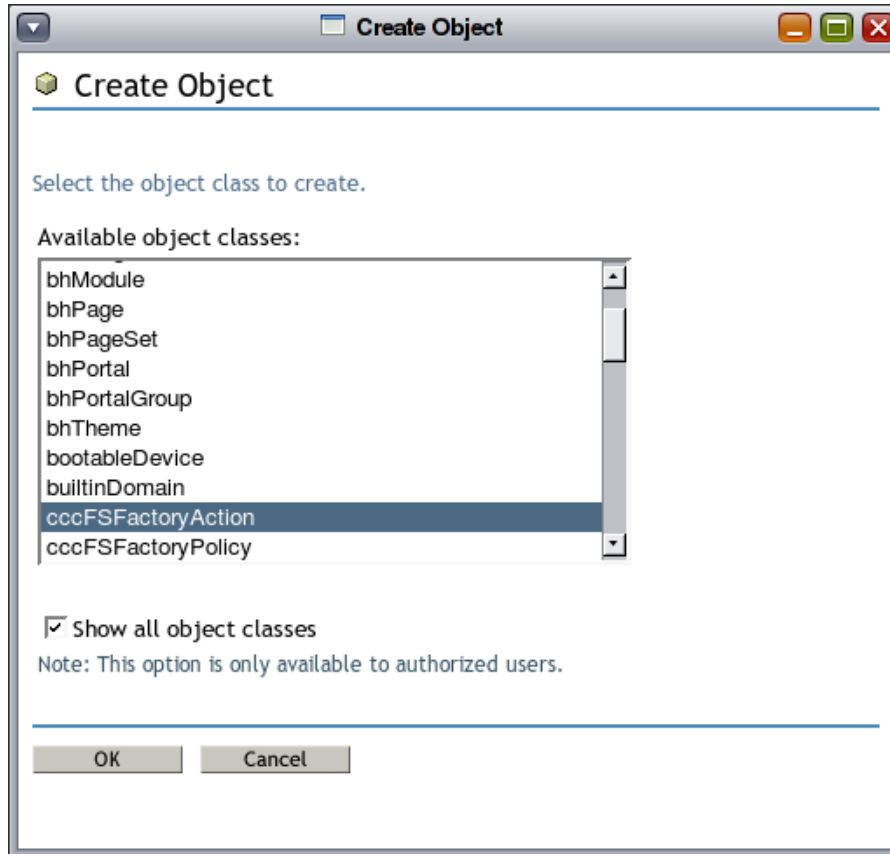 Create Object
Create Object
Select the object class to create.
Available object classes:
bhModule
bhPage
bhPageSet
bhPortal
bhPortalGroup
bhTheme
bootableDevice
builtinDomain
cccFSFactoryAction
cccFSFactoryPolicy
Show all object classes
Note: This option is only available to authorized users.
OK Cancel